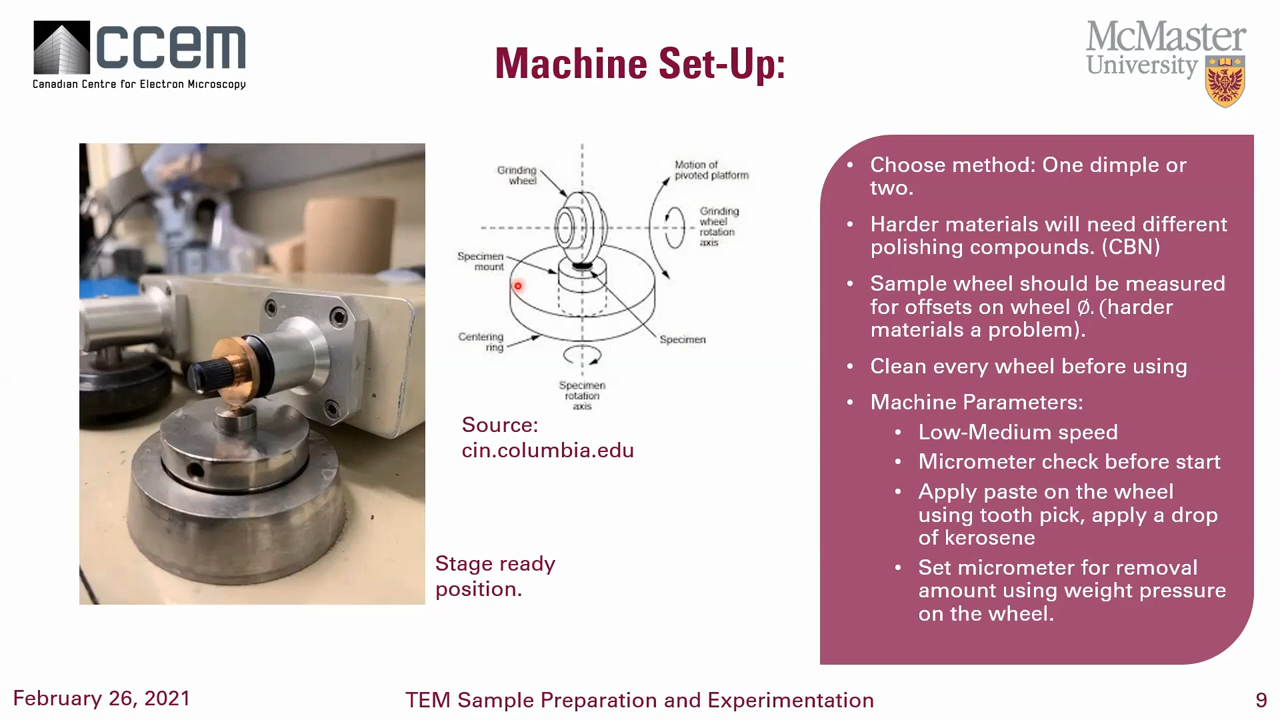 ccem
Canadian Centre for Electron Microscopy
Machine Set-Up:
McMaster
University
Grinding
wheel
Motion of
pivoted platform
Grinding
wheel
rotation
axis
Specimen
mount
Centering
ring
Specimen
Specimen
rotation
axis
Source:
cin.columbia.edu
Stage ready
position.
• Choose method: One dimple or
two.
• Harder materials will need different
polishing compounds. (CBN)
• Sample wheel should be measured
for offsets on wheel Ø. (harder
materials a problem).
• Clean every wheel before using
• Machine Parameters:
• Low-Medium speed
• Micrometer check before start
• Apply paste on the wheel
using tooth pick, apply a drop
of kerosene
• Set micrometer for removal
amount using weight pressure
on the wheel.
February 26, 2021
TEM Sample Preparation and Experimentation
9